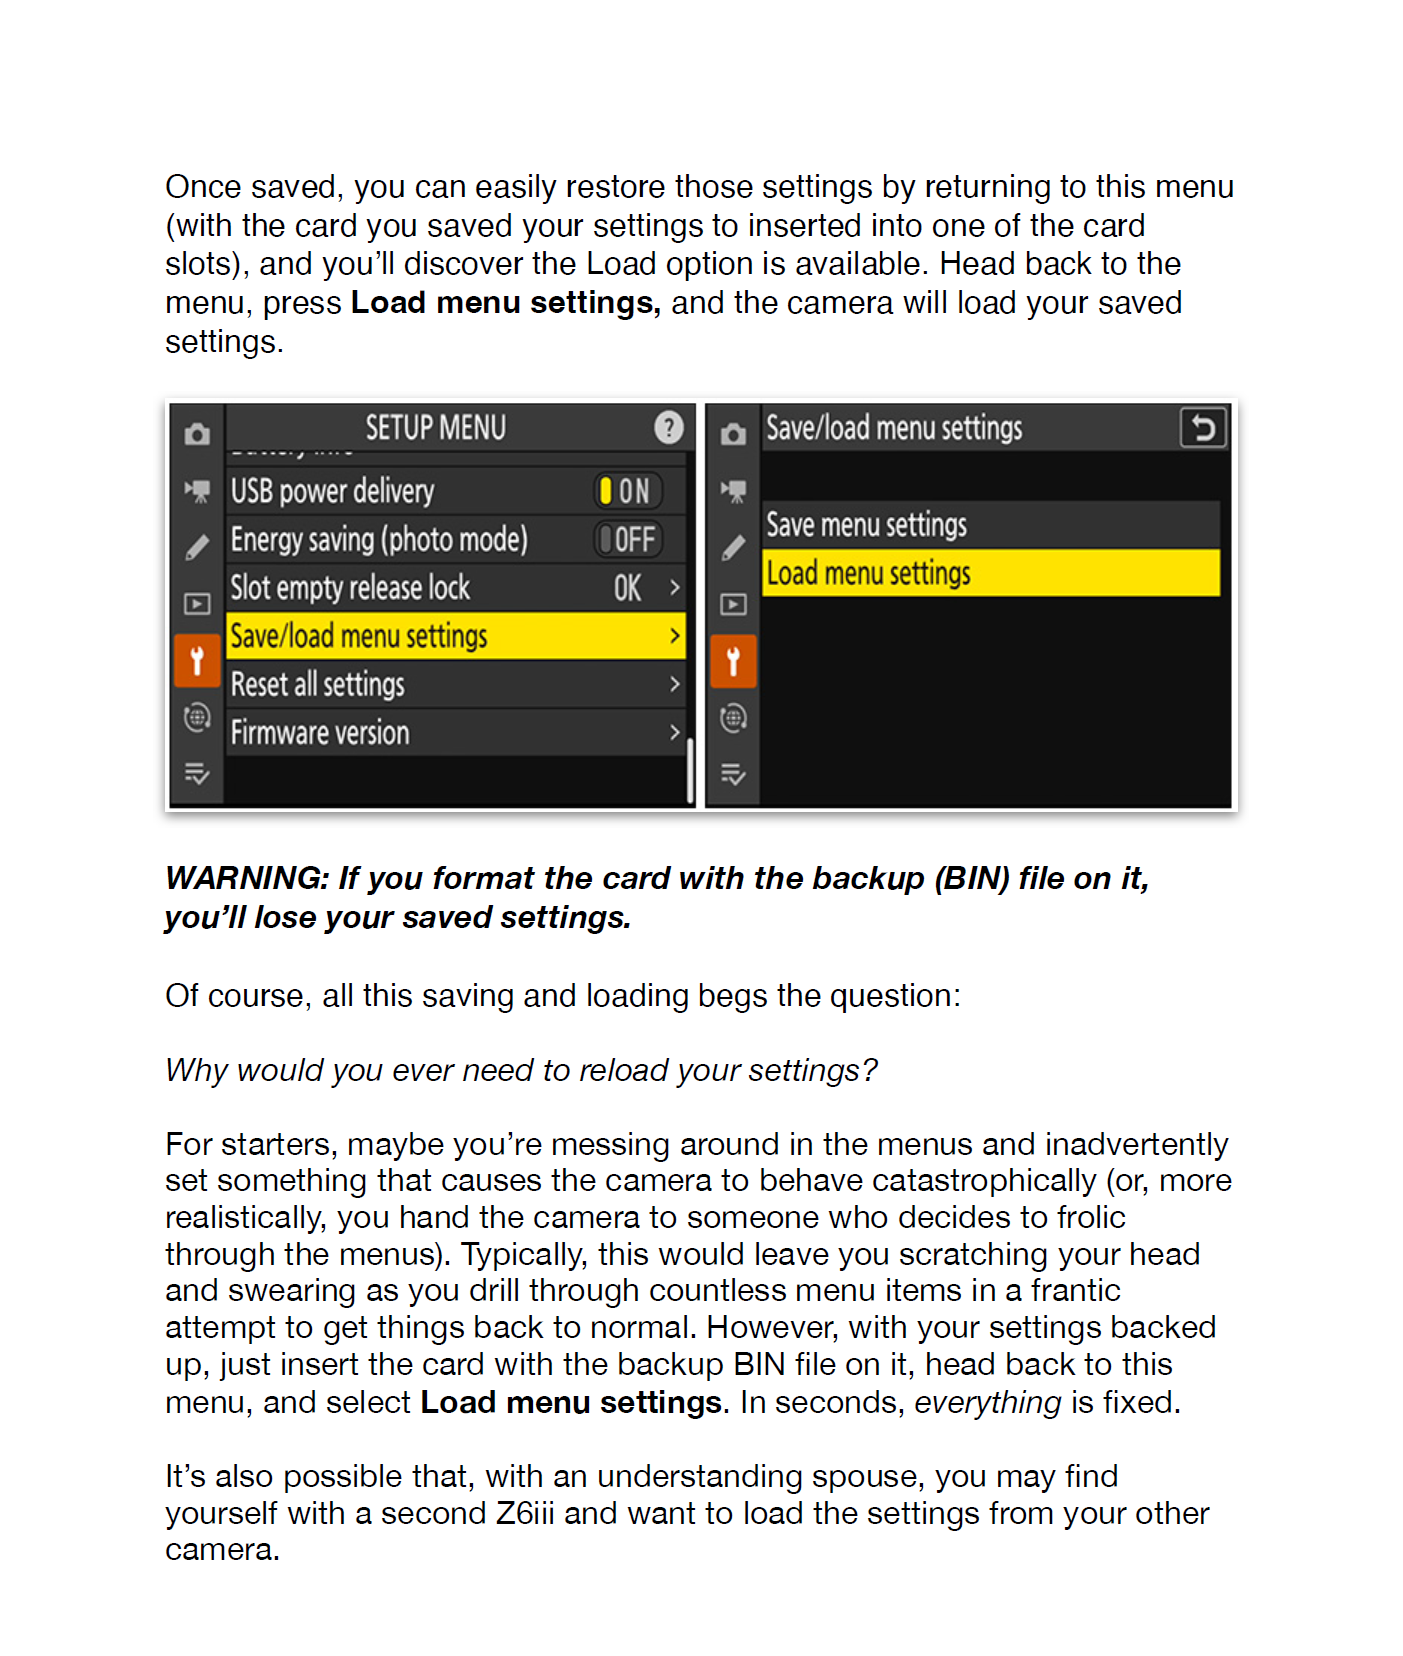 Once saved, you can easily restore those settings by returning to this menu
(with the card you saved your settings to inserted into one of the card
slots), and you’ll discover the Load option is available. Head back to the
menu, press Load menu settings, and the camera will load your saved
settings.
SETUP MENU ?
USB power delivery ON
Energy saving (photo mode) OFF
Slot empty release lock OK >
Save/load menu settings >
Reset all settings >
Firmware version >
Save/load menu settings
Save menu settings
Load menu settings
WARNING: If you format the card with the backup (BIN) file on it,
you’ll lose your saved settings.
Of course, all this saving and loading begs the question:
Why would you ever need to reload your settings?
For starters, maybe you’re messing around in the menus and inadvertently
set something that causes the camera to behave catastrophically (or, more
realistically, you hand the camera to someone who decides to frolic
through the menus). Typically, this would leave you scratching your head
and swearing as you drill through countless menu items in a frantic
attempt to get things back to normal. However, with your settings backed
up, just insert the card with the backup BIN file on it, head back to this
menu, and select Load menu settings. In seconds, everything is fixed.
It’s also possible that, with an understanding spouse, you may find
yourself with a second Z6iii and want to load the settings from your other
camera.